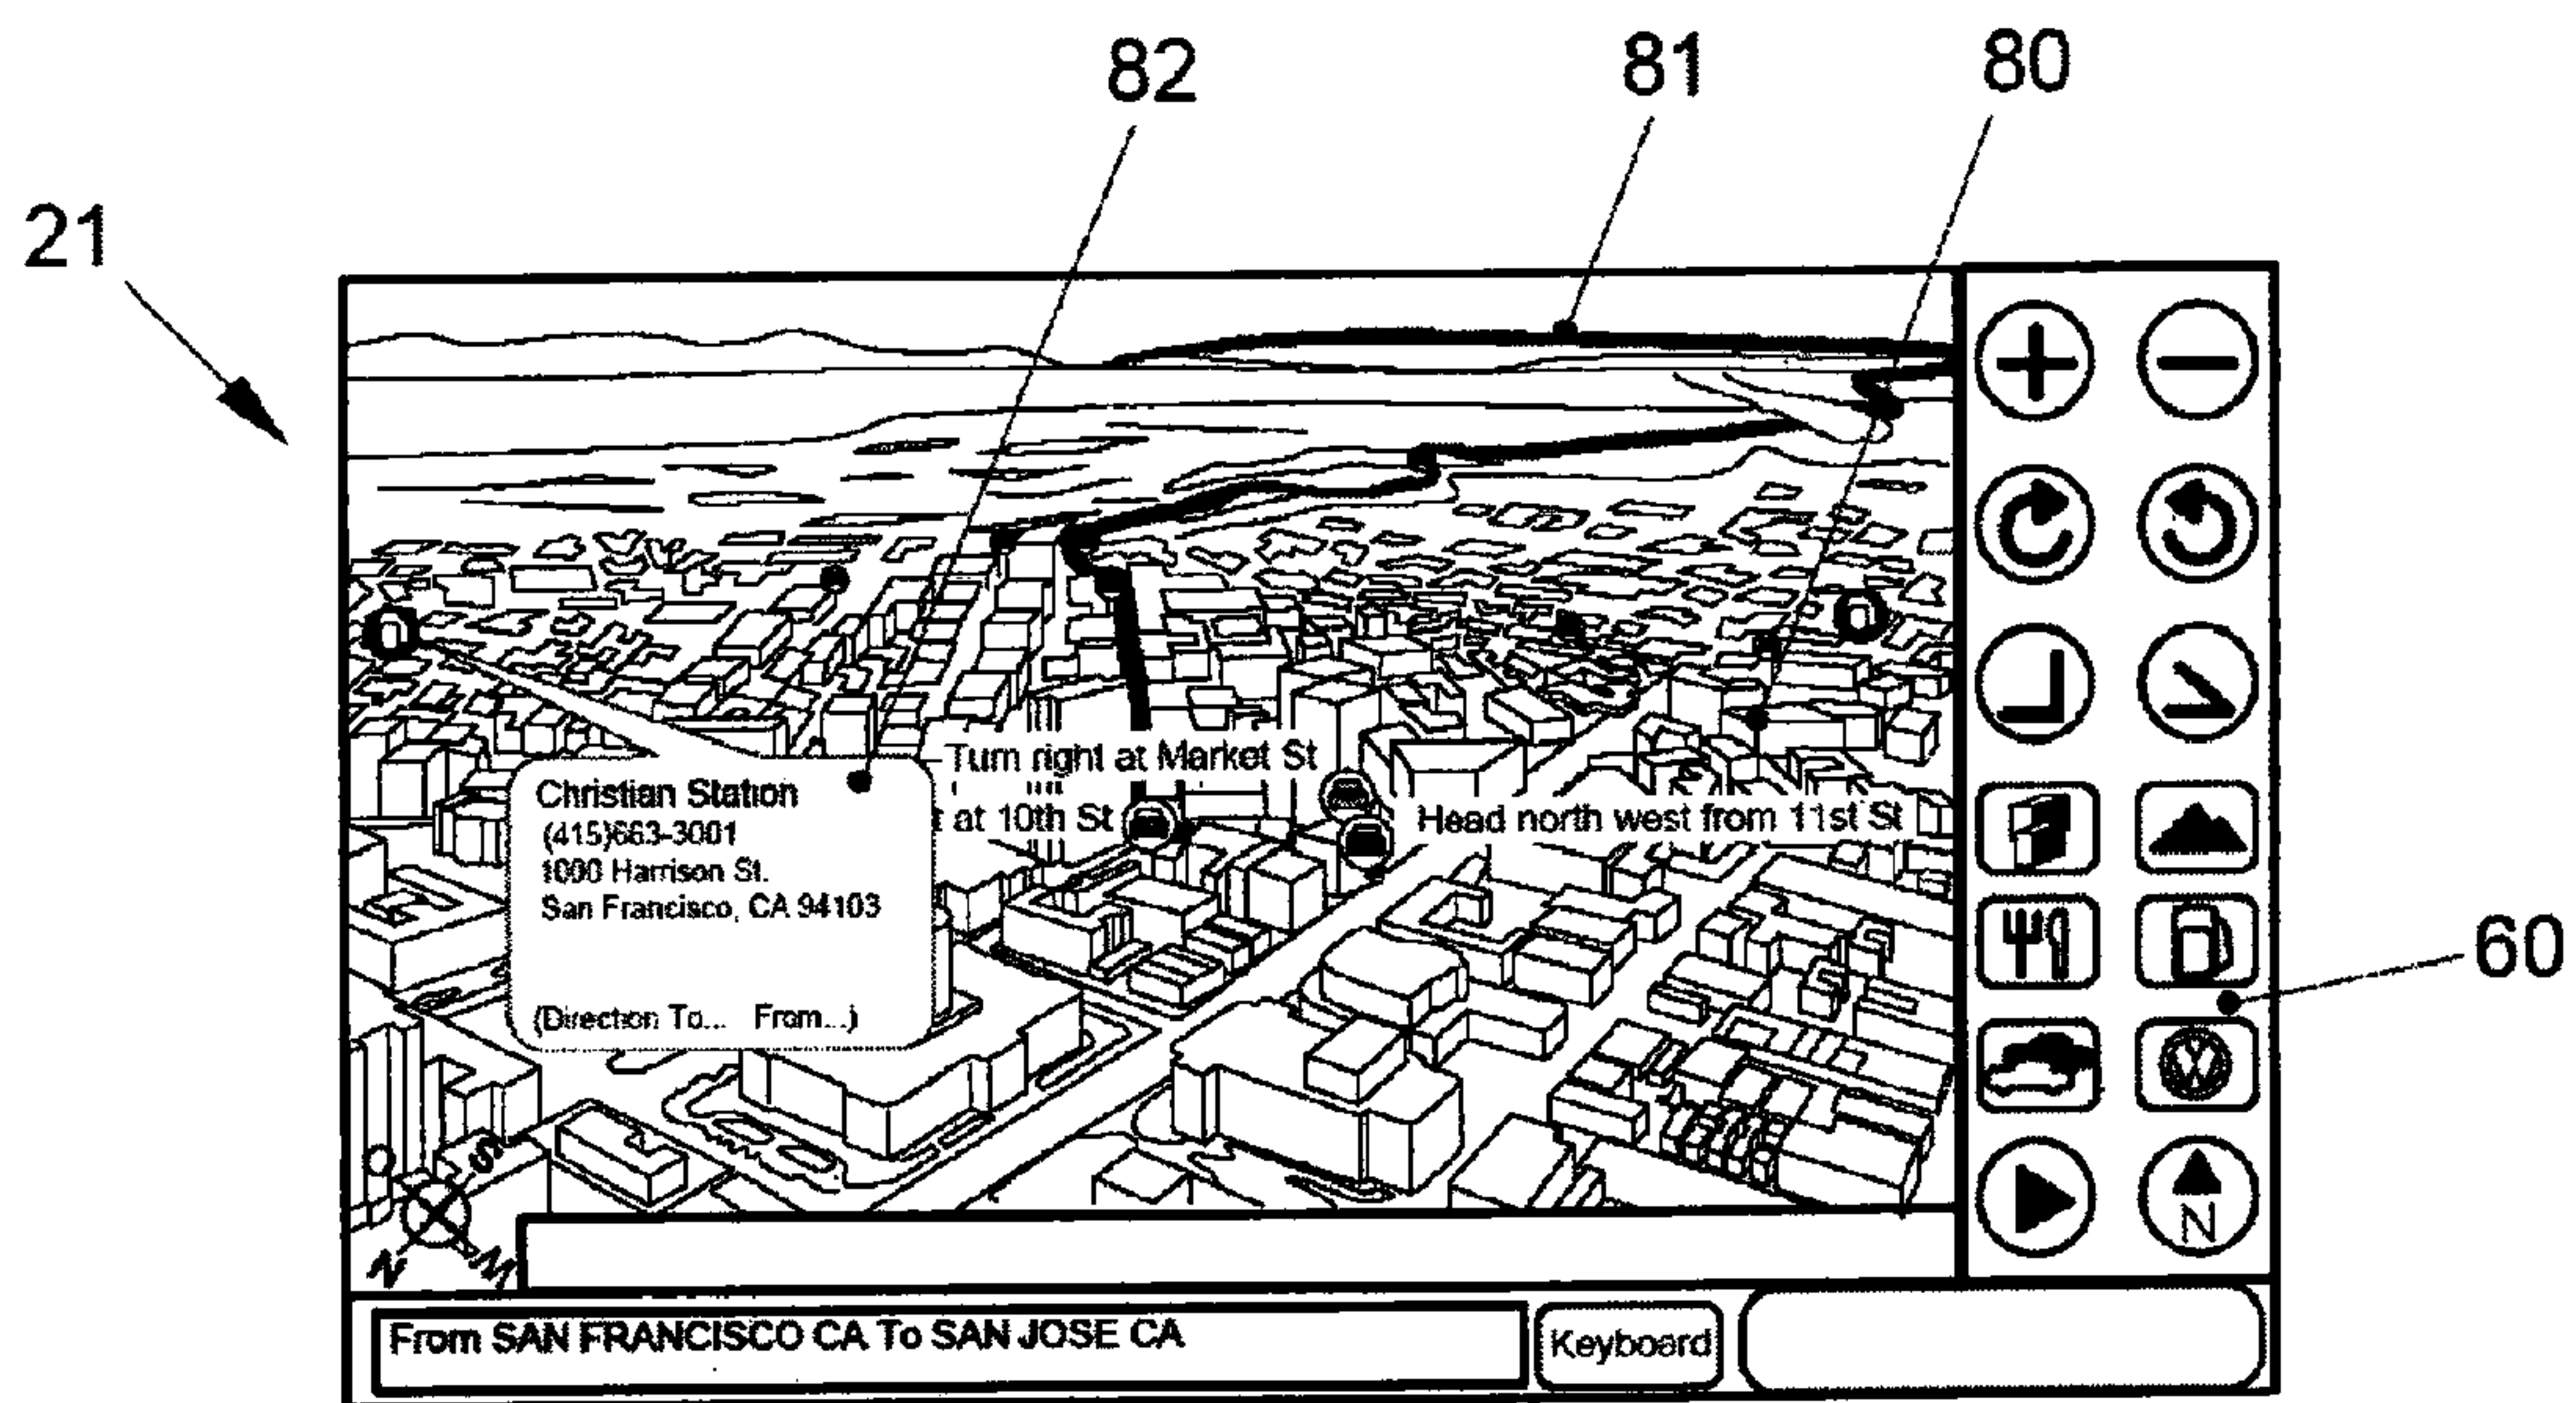 82
81
80
21
Turn right at Market St
Christian Station
(415)663-3001
at 10th St
Head north west from 11st St
1000 Harrison St.
San Francisco, CA 94103
60
(Direction To... From...)
S
N
N
From SAN FRANCISCO CA To SAN JOSE CA
Keyboard